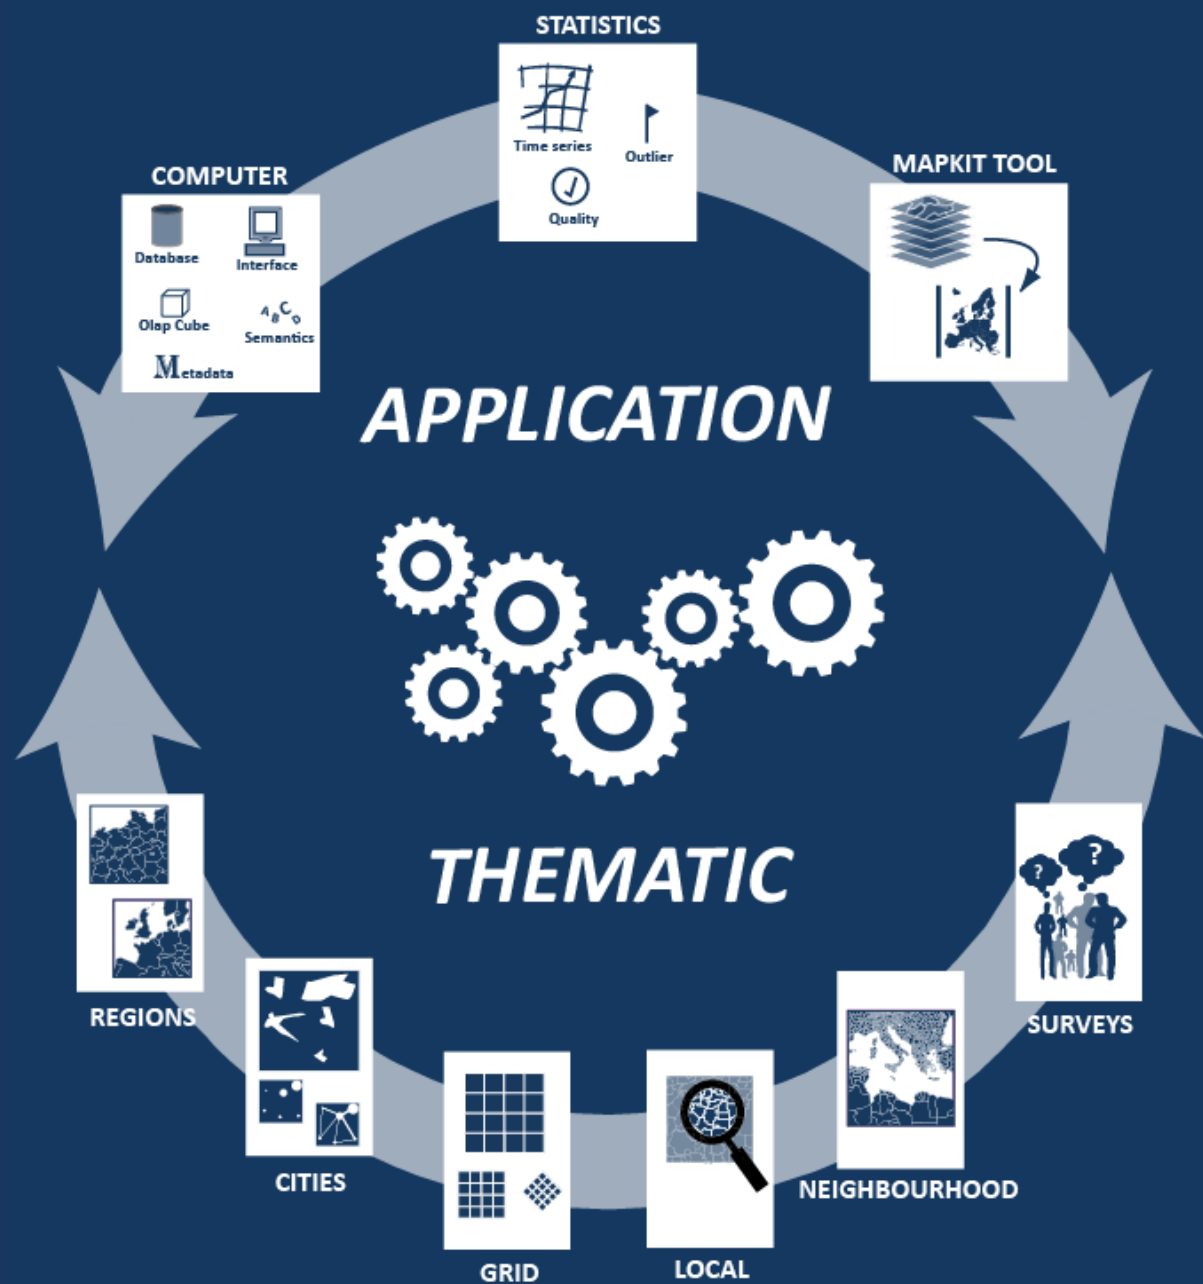 STATISTICS
Time series
Outlier
Quality
COMPUTER
Database
Interface
Olap Cube
A B C D
Semantics
Metadata
MAPKIT TOOL
APPLICATION
THEMATIC
REGIONS
CITIES
GRID
LOCAL
NEIGHBOURHOOD
? ?
SURVEYS